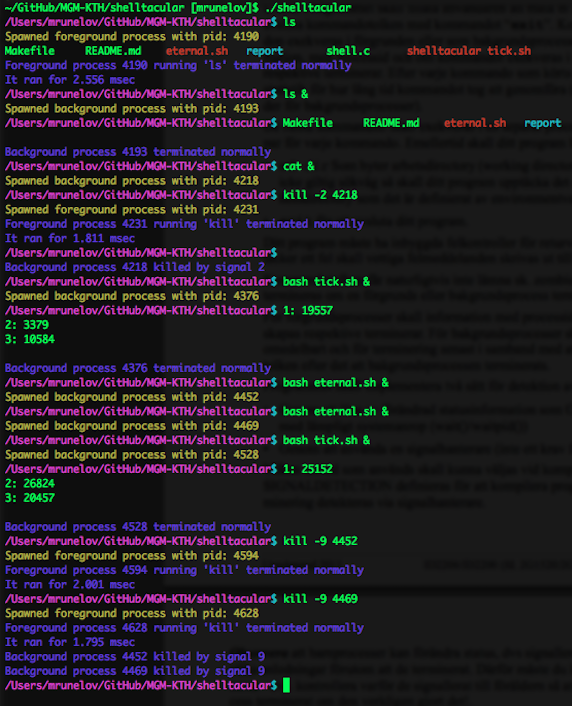 ~/GitHub/MGM-KTH/shelltacular [mrunelov]$ ./shelltacular
/Users/mrunelov/GitHub/MGM-KTH/shelltacular$ ls
Spawned foreground process with pid: 4190
Makefile README.md eternal.sh report shell.c shelltacular tick.sh
Foreground process 4190 running 'ls' terminated normally
It ran for 2.556 msec
/Users/mrunelov/GitHub/MGM-KTH/shelltacular$ ls &
Spawned background process with pid: 4193
/Users/mrunelov/GitHub/MGM-KTH/shelltacular$ Makefile README.md eternal.sh report
Background process 4193 terminated normally
/Users/mrunelov/GitHub/MGM-KTH/shelltacular$ cat &
Spawned background process with pid: 4218
/Users/mrunelov/GitHub/MGM-KTH/shelltacular$ kill -2 4218
Spawned foreground process with pid: 4231
Foreground process 4231 running 'kill' terminated normally
It ran for 1.811 msec
/Users/mrunelov/GitHub/MGM-KTH/shelltacular$
Background process 4218 killed by signal 2
/Users/mrunelov/GitHub/MGM-KTH/shelltacular$ bash tick.sh &
Spawned background process with pid: 4376
/Users/mrunelov/GitHub/MGM-KTH/shelltacular$ 1: 19557
2: 3379
3: 10584
Background process 4376 terminated normally
/Users/mrunelov/GitHub/MGM-KTH/shelltacular$ bash eternal.sh &
Spawned background process with pid: 4452
/Users/mrunelov/GitHub/MGM-KTH/shelltacular$ bash eternal.sh &
Spawned background process with pid: 4469
/Users/mrunelov/GitHub/MGM-KTH/shelltacular$ bash tick.sh &
Spawned background process with pid: 4528
/Users/mrunelov/GitHub/MGM-KTH/shelltacular$ 1: 25152
2: 26824
3: 20457
Background process 4528 terminated normally
/Users/mrunelov/GitHub/MGM-KTH/shelltacular$ kill -9 4452
Spawned foreground process with pid: 4594
Foreground process 4594 running 'kill' terminated normally
It ran for 2.001 msec
/Users/mrunelov/GitHub/MGM-KTH/shelltacular$ kill -9 4469
Spawned foreground process with pid: 4628
Foreground process 4628 running 'kill' terminated normally
It ran for 1.795 msec
Background process 4452 killed by signal 9
Background process 4469 killed by signal 9
/Users/mrunelov/GitHub/MGM-KTH/shelltacular$